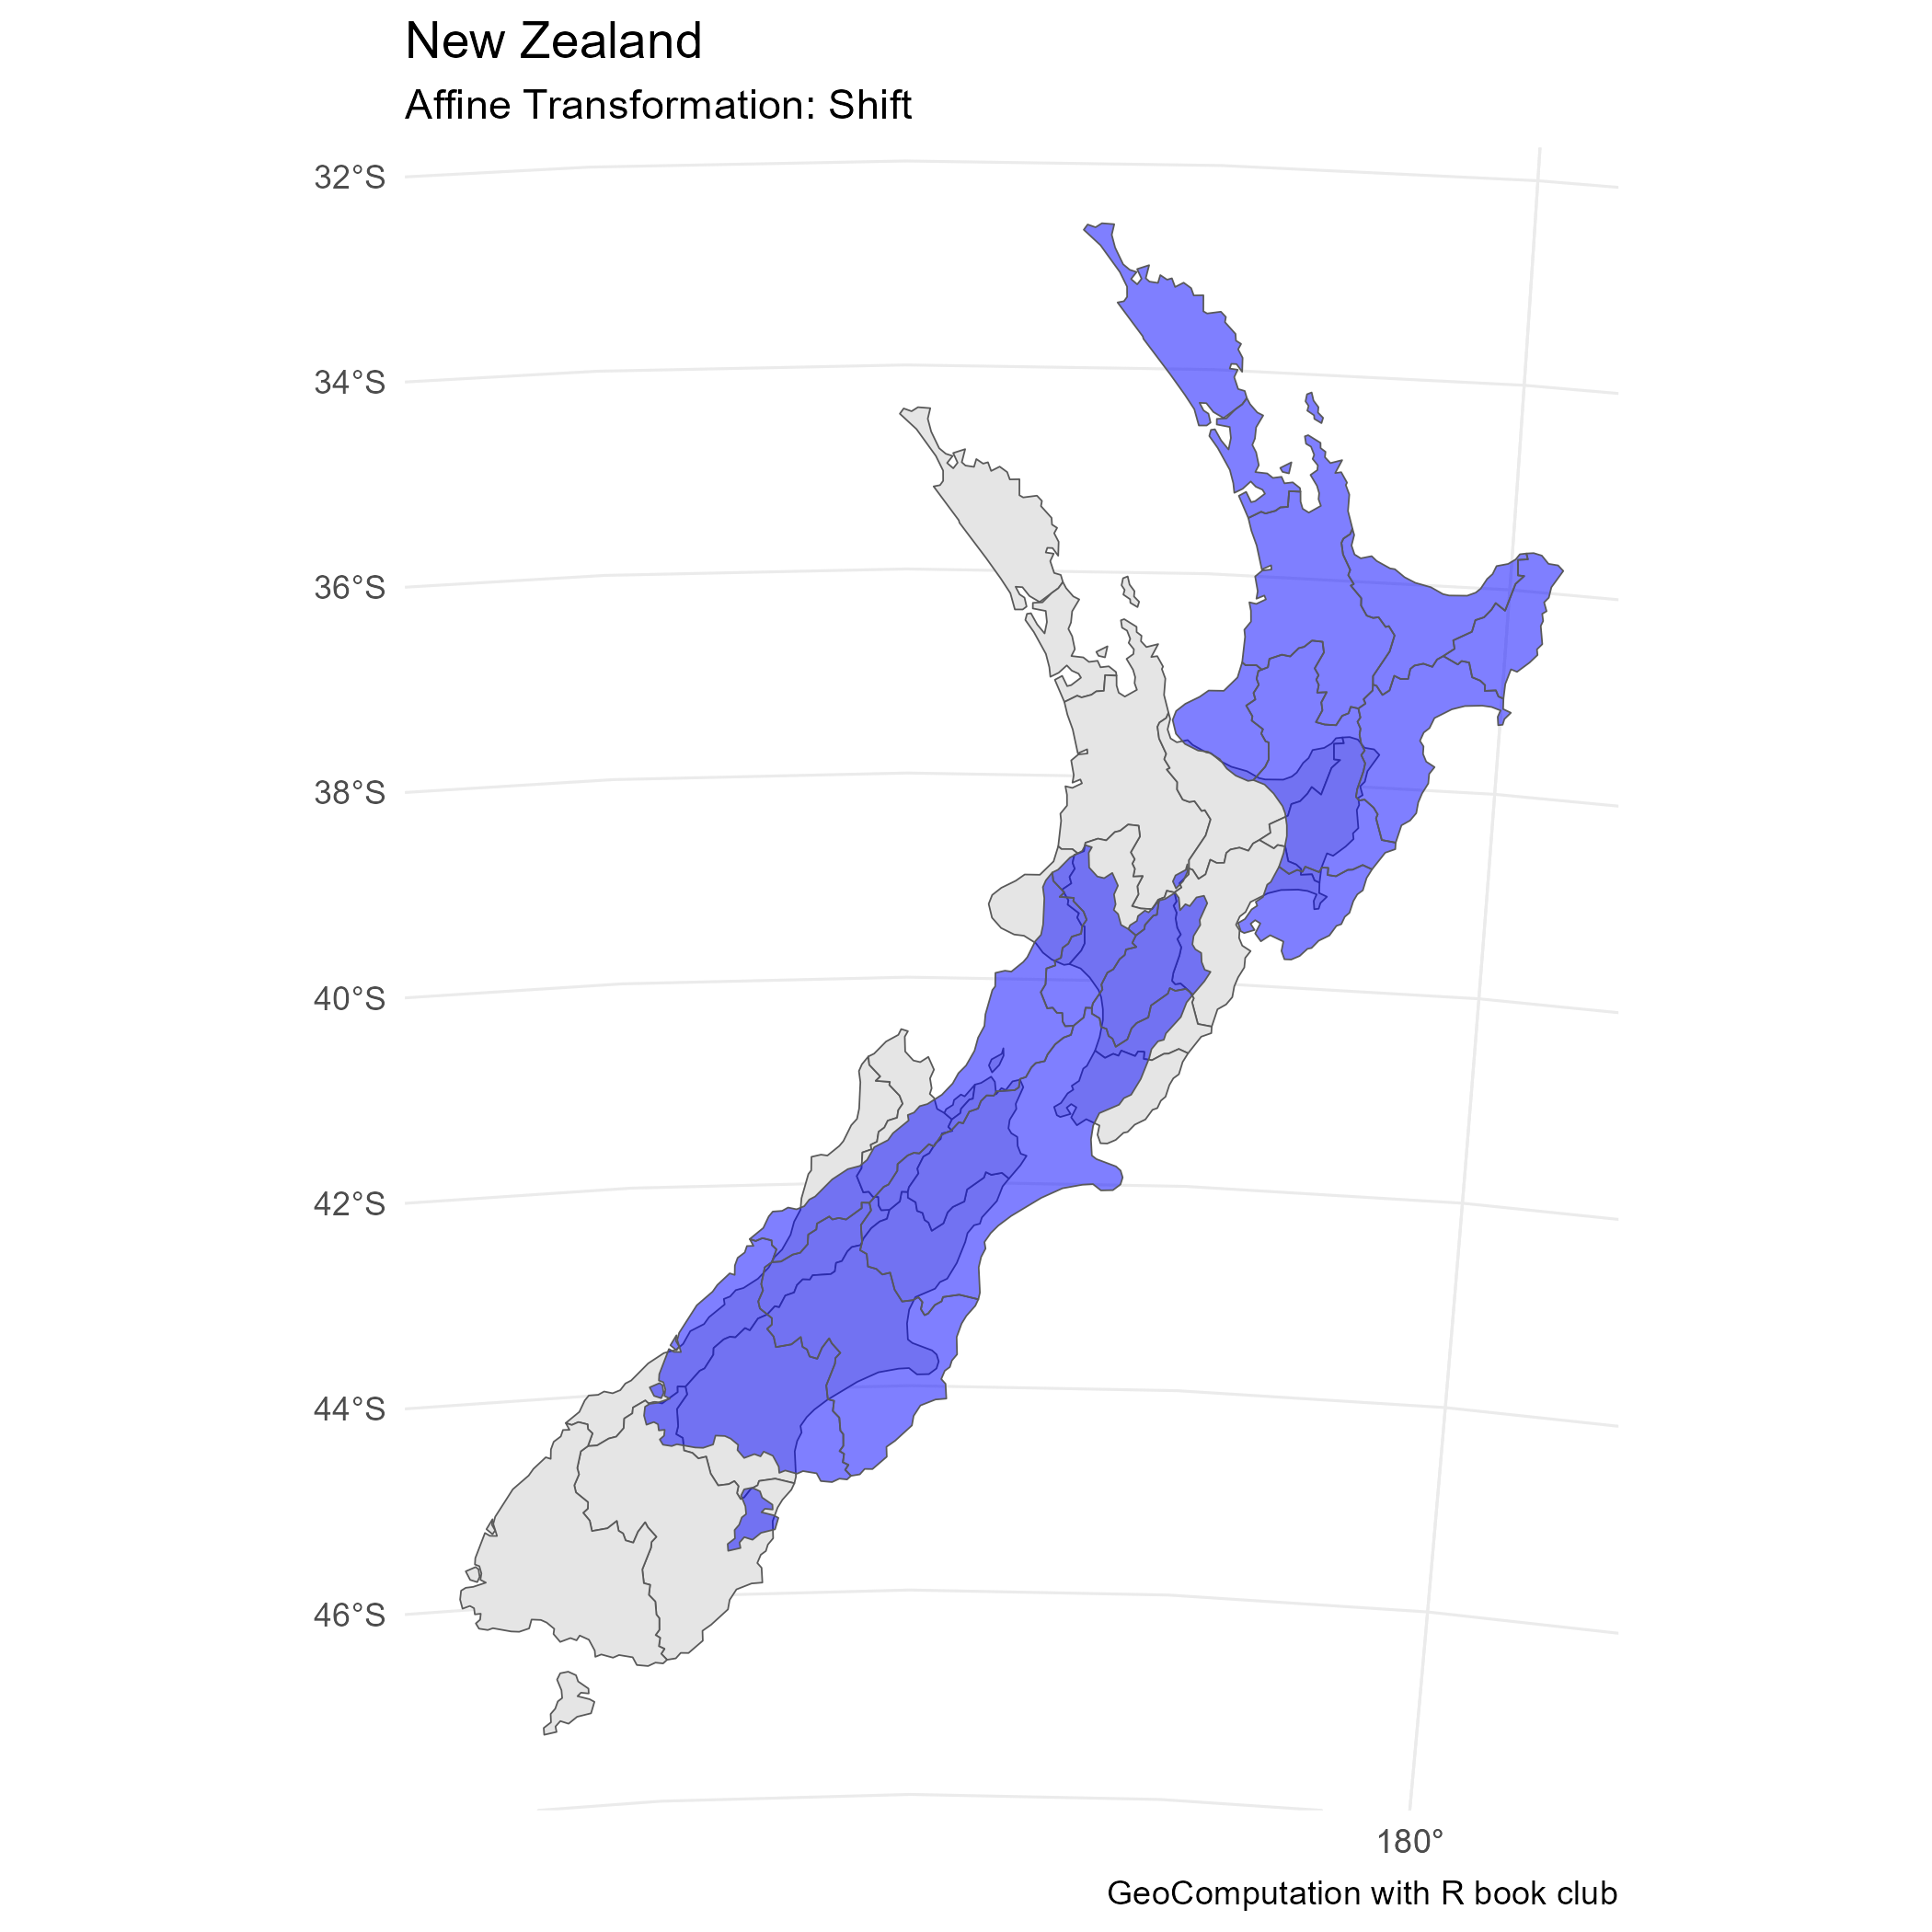 New Zealand
Affine Transformation: Shift
32°S
34°S
36°S
38°S
40°S
42°S
44°S
46°S
180°
GeoComputation with R book club